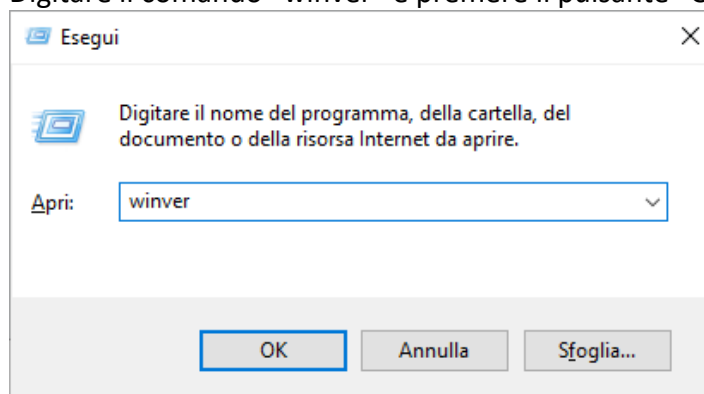 Digitare il comando "winver" e premere il pulsante
Esegui
Digitare il nome del programma, della cartella, del
documento o della risorsa Internet da aprire.
Apri:
winver
OK
Annulla
Sfoglia...